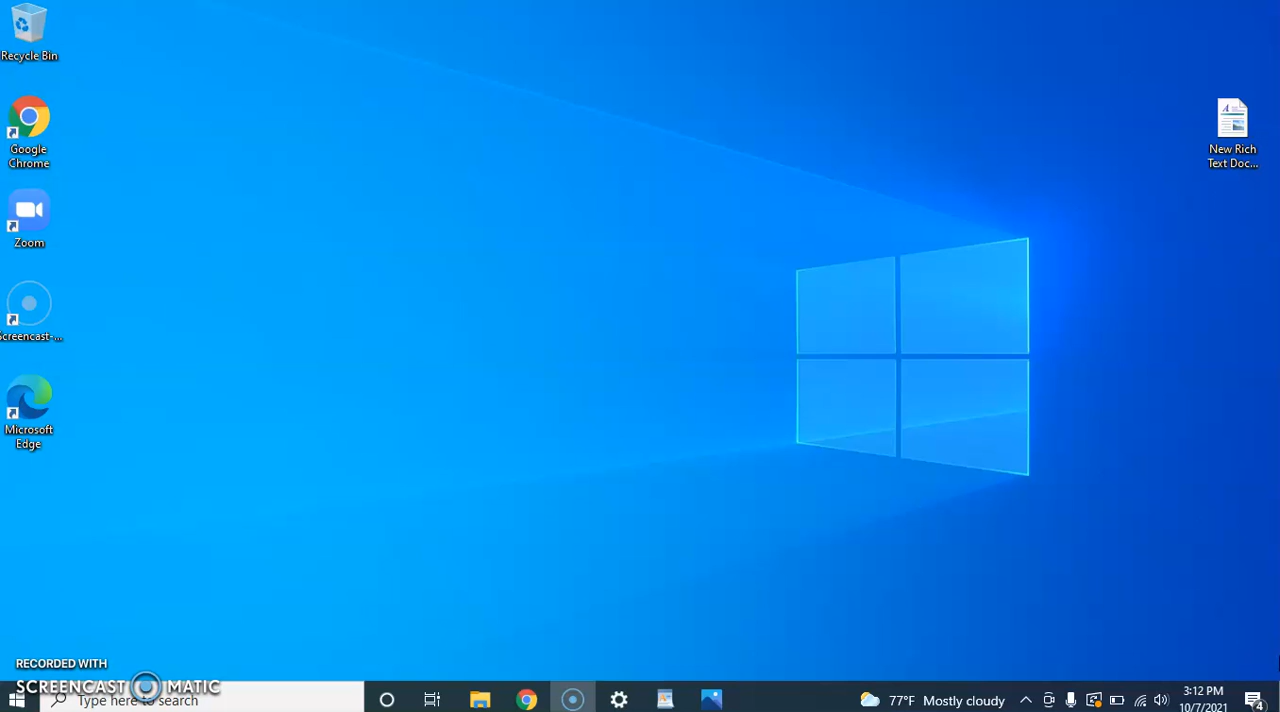 Recycle Bin
Google
Chrome
Zoom
Screencast-...
Microsoft
Edge
New Rich
Text Doc...
RECORDED WITH
SCREENCAST MATIC
Type here to search
77°F Mostly cloudy
3:12 PM
10/7/2021
4